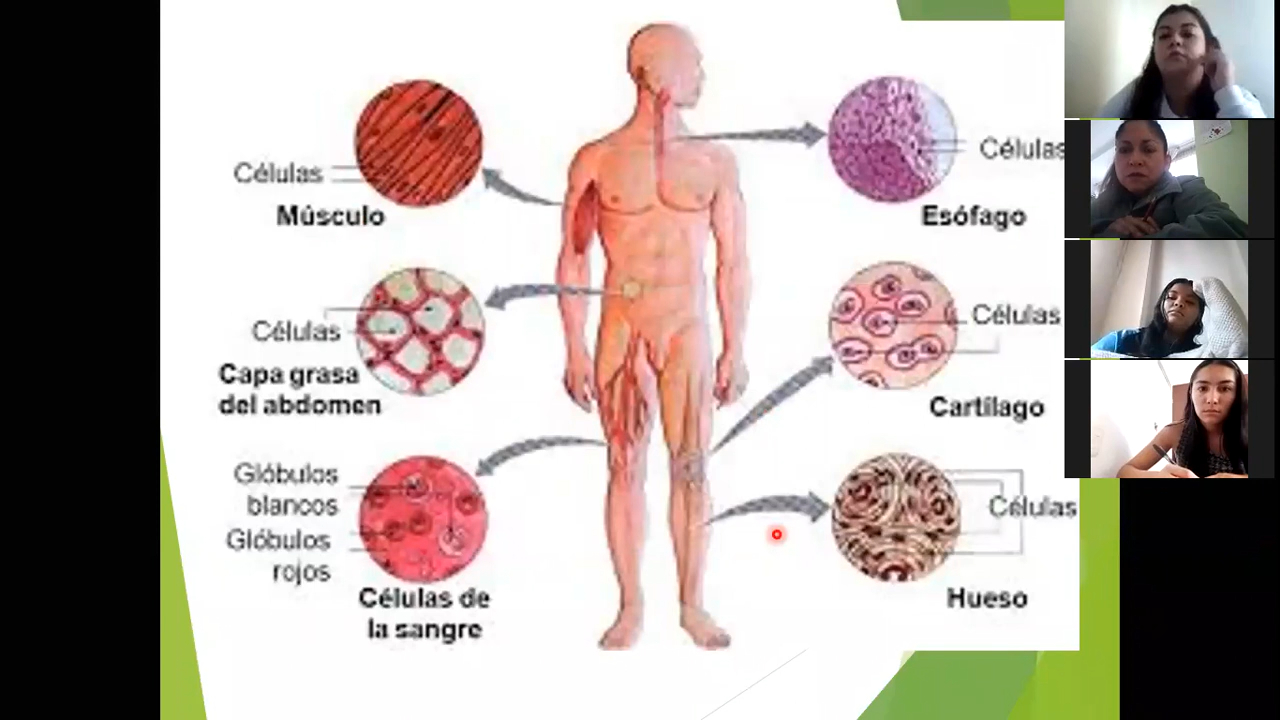 Células
Músculo
Células
Capa grasa
del abdomen
Glóbulos
blancos
Glóbulos
rojos
Células de
la sangre
Células
Esófago
Células
Cartílago
Células
Hueso